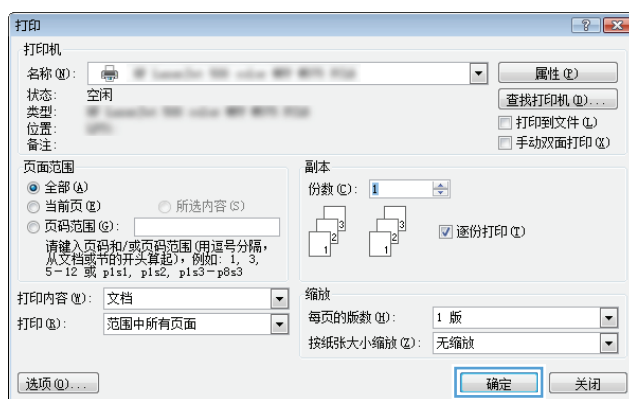 打印
打印机
名称(N):
属性(P)
状态: 空闲
查找打印机(D)...
类型:
位置:
打印到文件(L)
备注:
手动双面打印(X)
页面范围
全部(A)
当前页(E) 所选内容(S)
页码范围(G):
请键入页码和/或页码范围(用逗号分隔，
从文档或节的开头算起)，例如: 1, 3,
5-12 或 p1s1, p1s2, p1s3-p8s3
副本
份数(C): 1
3
2
1
3
2
1
逐份打印(T)
打印内容(W): 文档
打印(R): 范围中所有页面
缩放
每页的版数(H): 1 版
按纸张大小缩放(Z): 无缩放
选项(O)...
确定
关闭